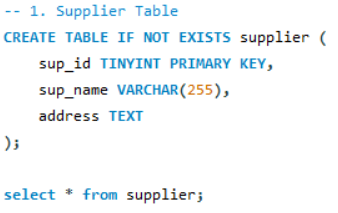 -- 1. Supplier Table
CREATE TABLE IF NOT EXISTS supplier (
    sup_id TINYINT PRIMARY KEY,
    sup_name VARCHAR(255),
    address TEXT
);

select * from supplier;